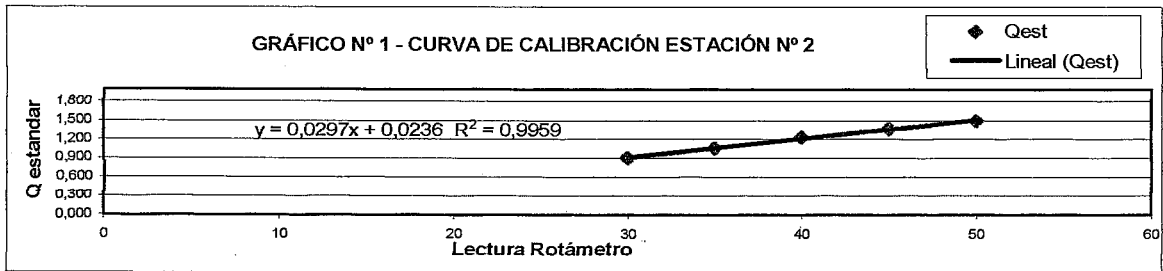 GRÁFICO Nº 1 - CURVA DE CALIBRACIÓN ESTACIÓN Nº 2
Qest
Lineal (Qest)
Q estandar
1,800
1,500
1,200
0,900
0,600
0,300
0,000
y = 0,0297x + 0,0236 R² = 0,9959
0 10 20 30 40 50 60
Lectura Rotámetro